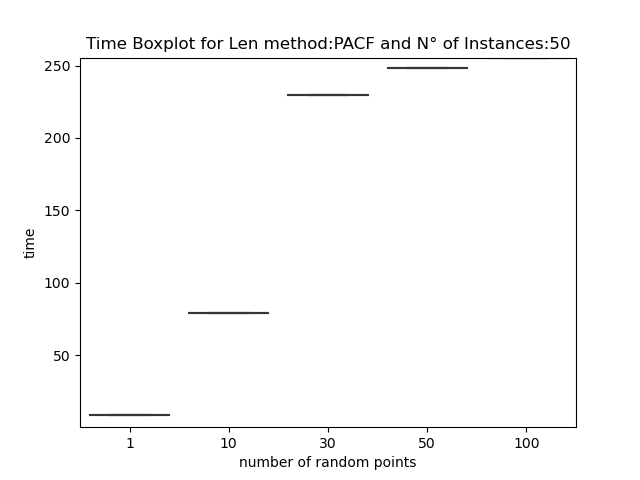 Time Boxplot for Len method:PACF and N° of Instances:50
250
200
150
100
50
time
1 10 30 50 100
number of random points